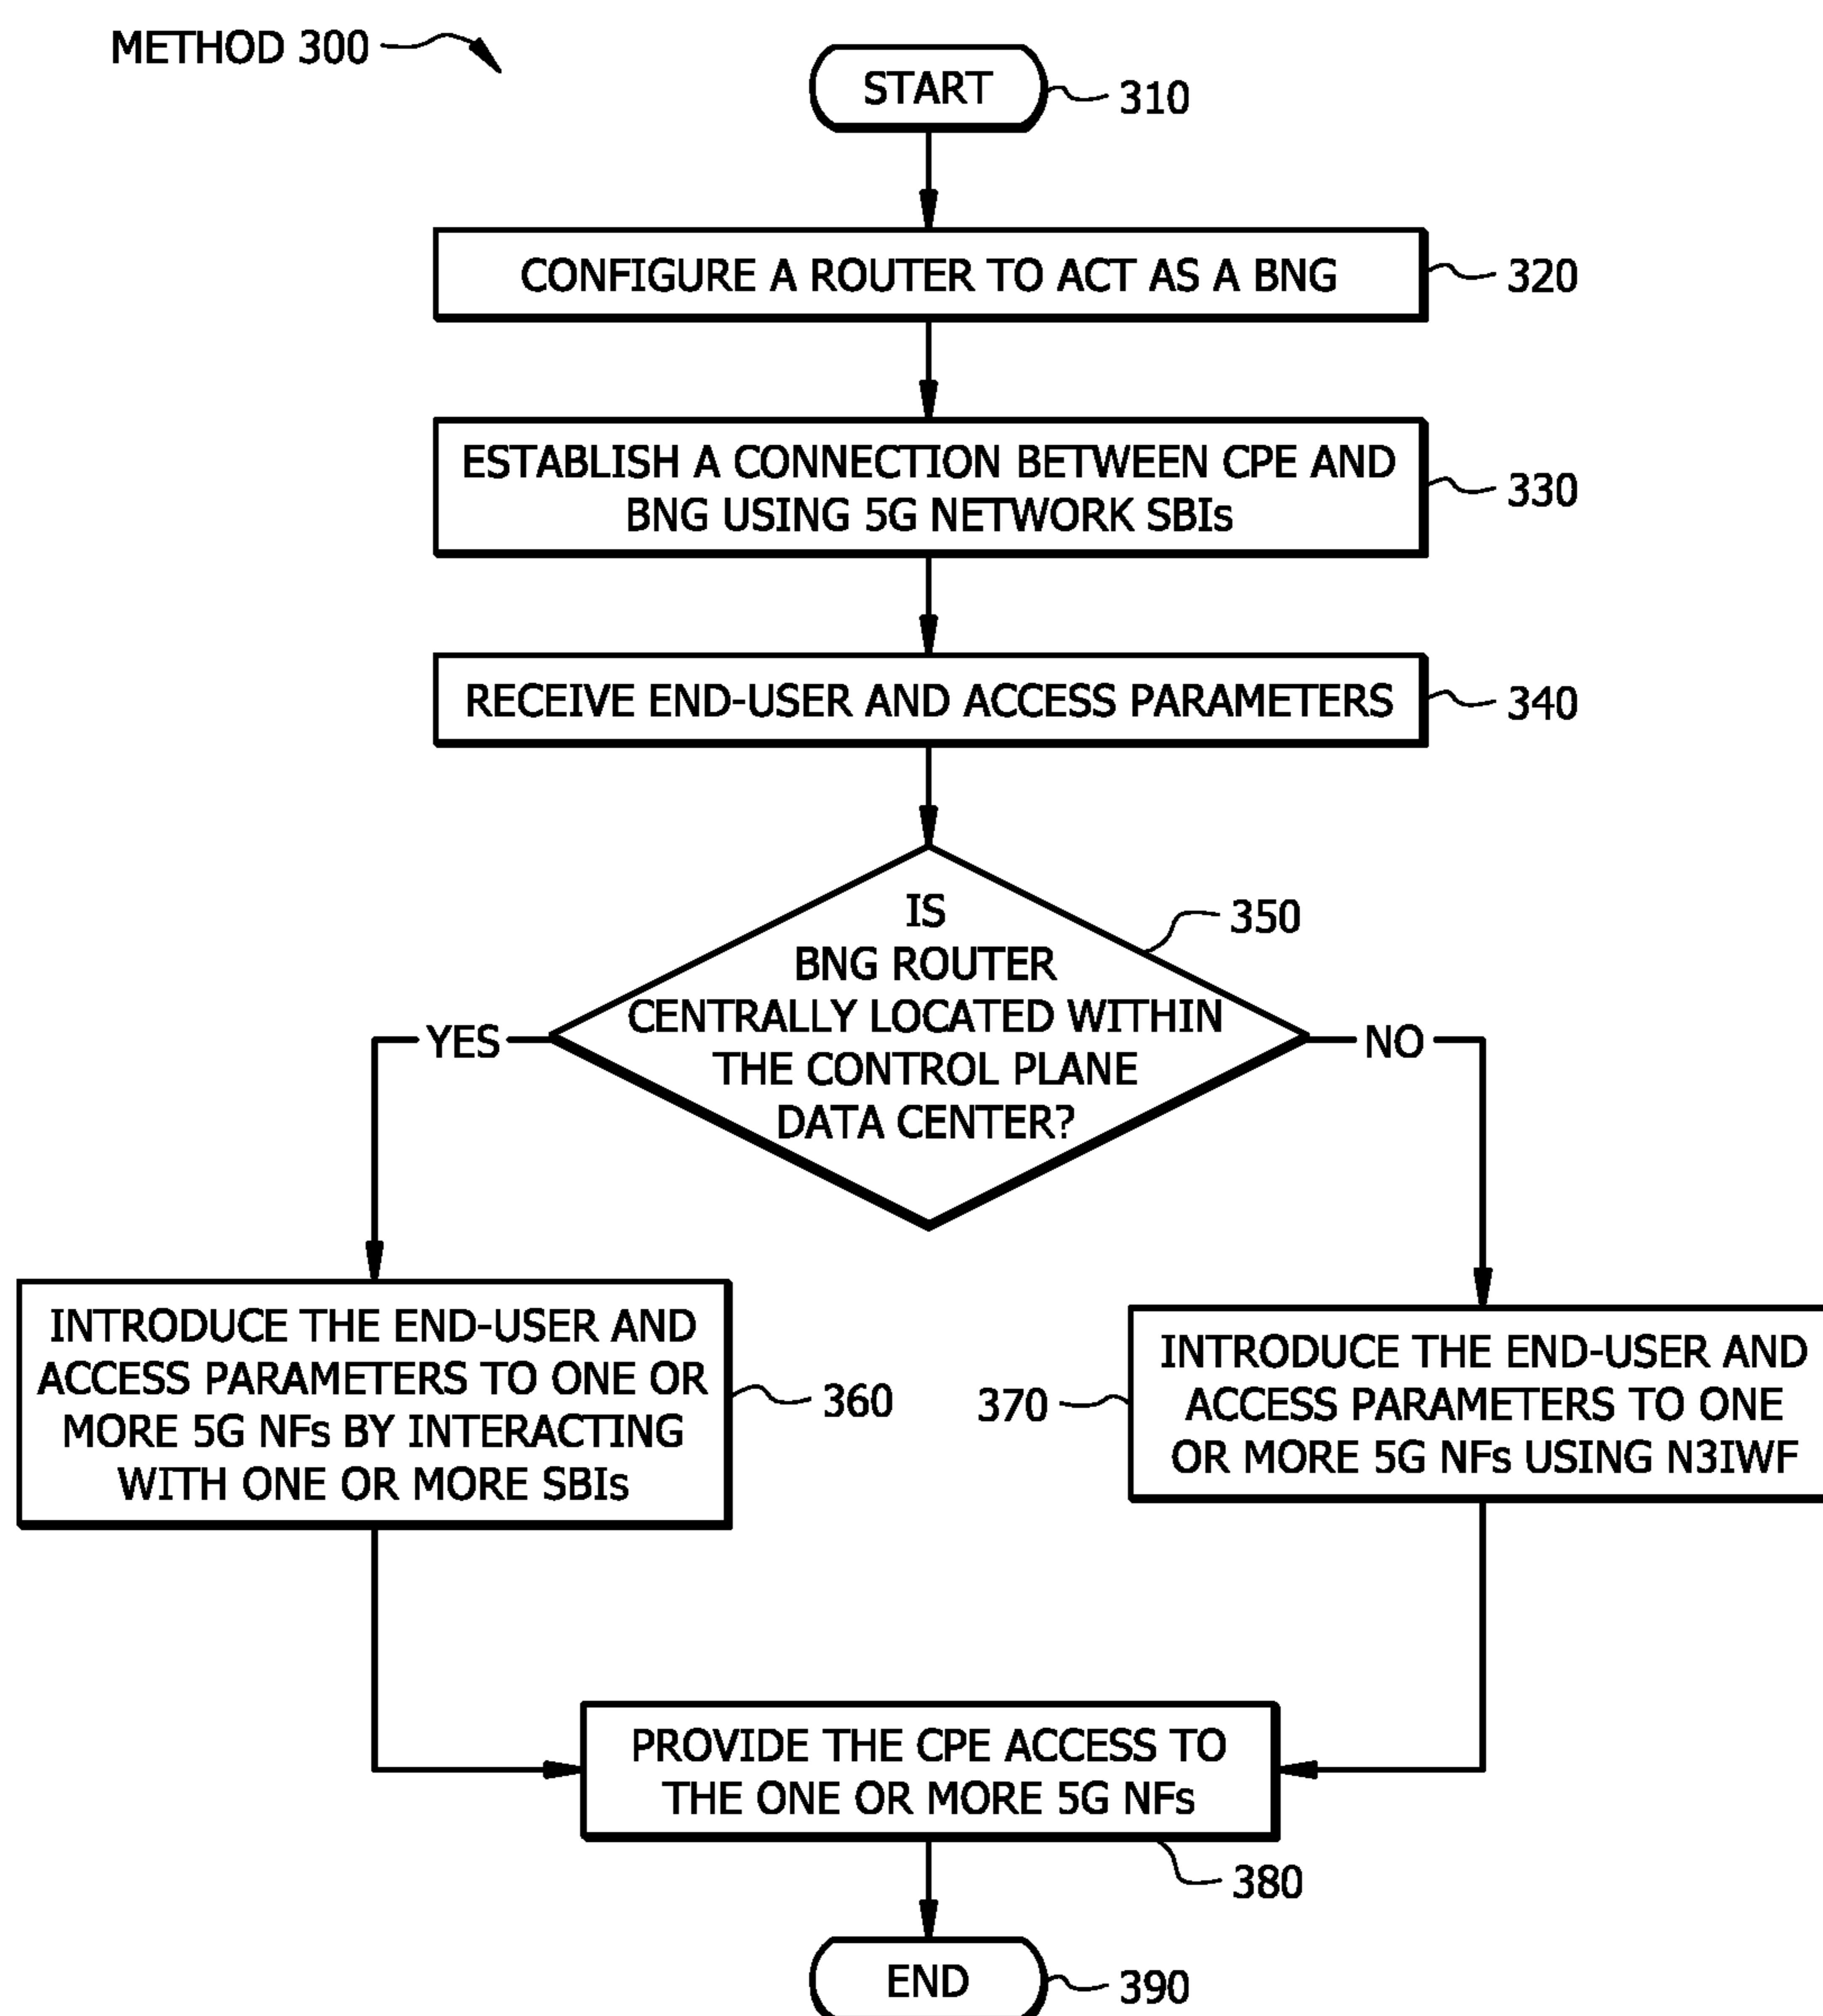 METHOD 300
START
310
CONFIGURE A ROUTER TO ACT AS A BNG
320
ESTABLISH A CONNECTION BETWEEN CPE AND
BNG USING 5G NETWORK SBIs
330
RECEIVE END-USER AND ACCESS PARAMETERS
340
IS
BNG ROUTER
CENTRALLY LOCATED WITHIN
THE CONTROL PLANE
DATA CENTER?
350
YES
NO
INTRODUCE THE END-USER AND
ACCESS PARAMETERS TO ONE OR
MORE 5G NFs BY INTERACTING
WITH ONE OR MORE SBIs
360
370
INTRODUCE THE END-USER AND
ACCESS PARAMETERS TO ONE
OR MORE 5G NFs USING N3IWF
PROVIDE THE CPE ACCESS TO
THE ONE OR MORE 5G NFs
380
END
390